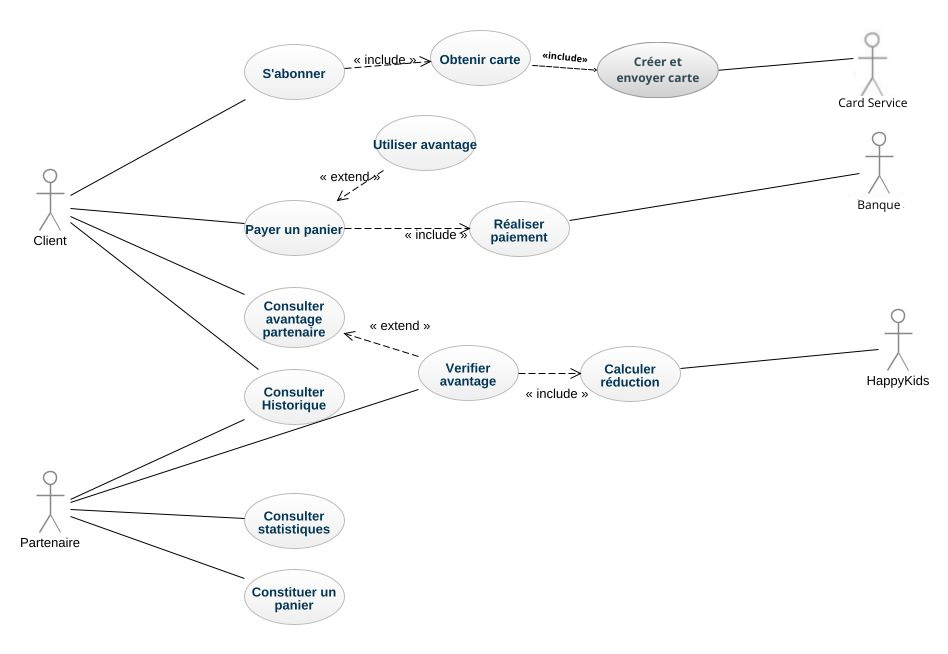 S'abonner
« include »
Obtenir carte
«include»
Créer et
envoyer carte
Card Service
Utiliser avantage
« extend »
Client
Payer un panier
« include »
Réaliser
paiement
Banque
Consulter
avantage
partenaire
« extend »
Verifier
avantage
« include »
Calculer
réduction
HappyKids
Consulter
Historique
Partenaire
Consulter
statistiques
Constituer un
panier